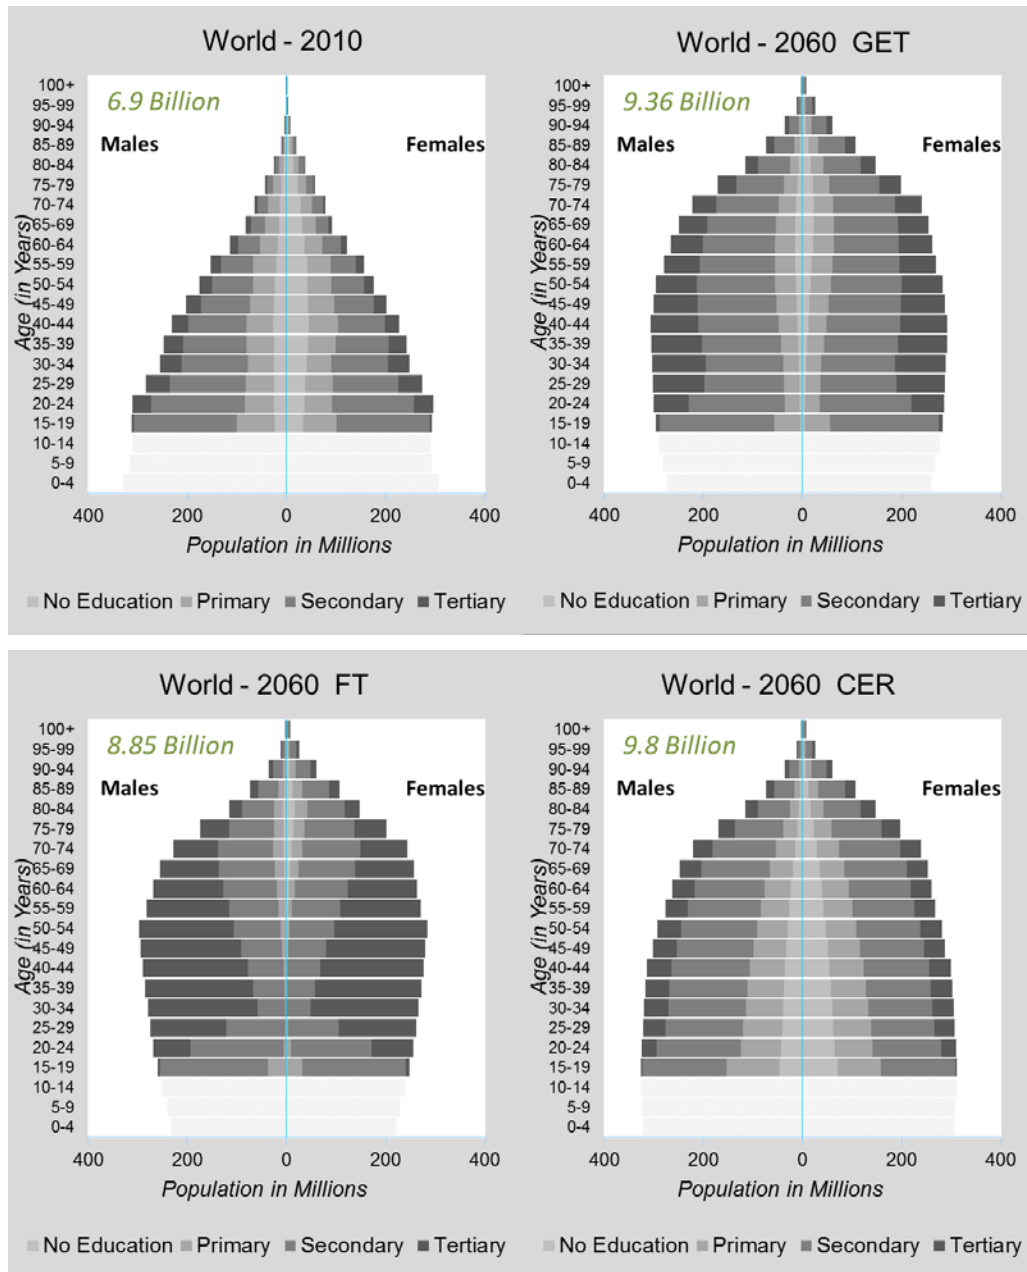 World - 2010
6.9 Billion
Males
Females
Age (in Years)
100+
95-99
90-94
85-89
80-84
75-79
70-74
65-69
60-64
55-59
50-54
45-49
40-44
35-39
30-34
25-29
20-24
15-19
10-14
5-9
0-4
400 200 0 200 400
Population in Millions
No Education Primary Secondary Tertiary
World - 2060 GET
9.36 Billion
Males
Females
Age (in Years)
100+
95-99
90-94
85-89
80-84
75-79
70-74
65-69
60-64
55-59
50-54
45-49
40-44
35-39
30-34
25-29
20-24
15-19
10-14
5-9
0-4
400 200 0 200 400
Population in Millions
No Education Primary Secondary Tertiary
World - 2060 FT
8.85 Billion
Males
Females
Age (in Years)
100+
95-99
90-94
85-89
80-84
75-79
70-74
65-69
60-64
55-59
50-54
45-49
40-44
35-39
30-34
25-29
20-24
15-19
10-14
5-9
0-4
400 200 0 200 400
Population in Millions
No Education Primary Secondary Tertiary
World - 2060 CER
9.8 Billion
Males
Females
Age (in Years)
100+
95-99
90-94
85-89
80-84
75-79
70-74
65-69
60-64
55-59
50-54
45-49
40-44
35-39
30-34
25-29
20-24
15-19
10-14
5-9
0-4
400 200 0 200 400
Population in Millions
No Education Primary Secondary Tertiary